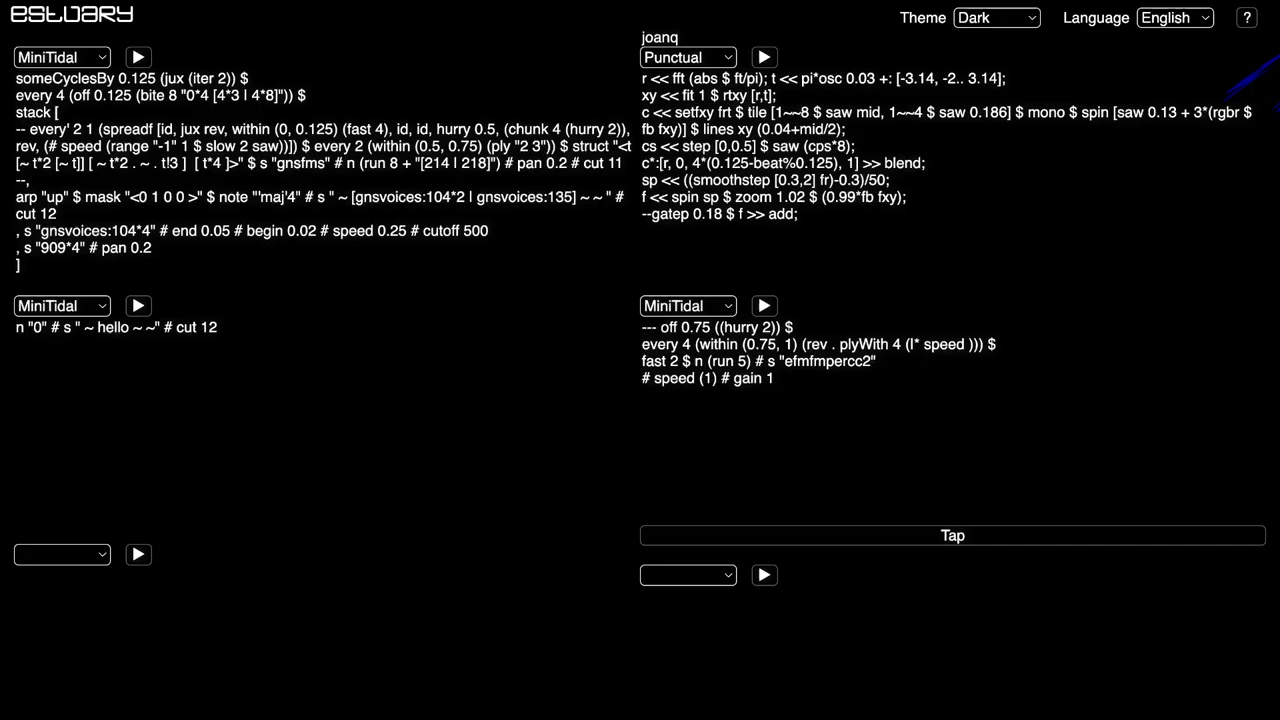 estuary
Theme Dark Language English ?
MiniTidal
someCyclesBy 0.125 (jux (iter 2)) $
every 4 (off 0.125 (bite 8 "0*4 [4*3 | 4*8]")) $
stack [
-- every' 2 1 (spreadf [id, jux rev, within (0, 0.125) (fast 4), id, id, hurry 0.5, (chunk 4 (hurry 2)),
rev, (# speed (range "-1" 1 $ slow 2 saw))]) $ every 2 (within (0.5, 0.75) (ply "2 3")) $ struct "<t
[~ t*2 [~ t]] [ ~ t*2 . ~ . t!3 ]  [ t*4 ]>" $ s "gnsfms" # n (run 8 + "[214 | 218]") # pan 0.2 # cut 11
--,
arp "up" $ mask "<0 1 0 0 >" $ note "'maj'4" # s " ~ [gnsvoices:104*2 | gnsvoices:135] ~ ~ " #
cut 12
, s "gnsvoices:104*4" # end 0.05 # begin 0.02 # speed 0.25 # cutoff 500
, s "909*4" # pan 0.2
]
joanq
Punctual
r << fft (abs $ ft/pi); t << pi*osc 0.03 +: [-3.14, -2.. 3.14];
xy << fit 1 $ rtxy [r,t];
c << setfxy frt $ tile [1~~8 $ saw mid, 1~~4 $ saw 0.186] $ mono $ spin [saw 0.13 + 3*(rgbr $
fb fxy)] $ lines xy (0.04+mid/2);
cs << step [0,0.5] $ saw (cps*8);
c*:[r, 0, 4*(0.125-beat%0.125), 1] >> blend;
sp << ((smoothstep [0.3,2] fr)-0.3)/50;
f << spin sp $ zoom 1.02 $ (0.99*fb fxy);
--gatep 0.18 $ f >> add;
MiniTidal
n "0" # s " ~ hello ~ ~" # cut 12
MiniTidal
--- off 0.75 ((hurry 2)) $
every 4 (within (0.75, 1) (rev . plyWith 4 (|* speed ))) $
fast 2 $ n (run 5) # s "efmfmpercc2"
# speed (1) # gain 1
Tap